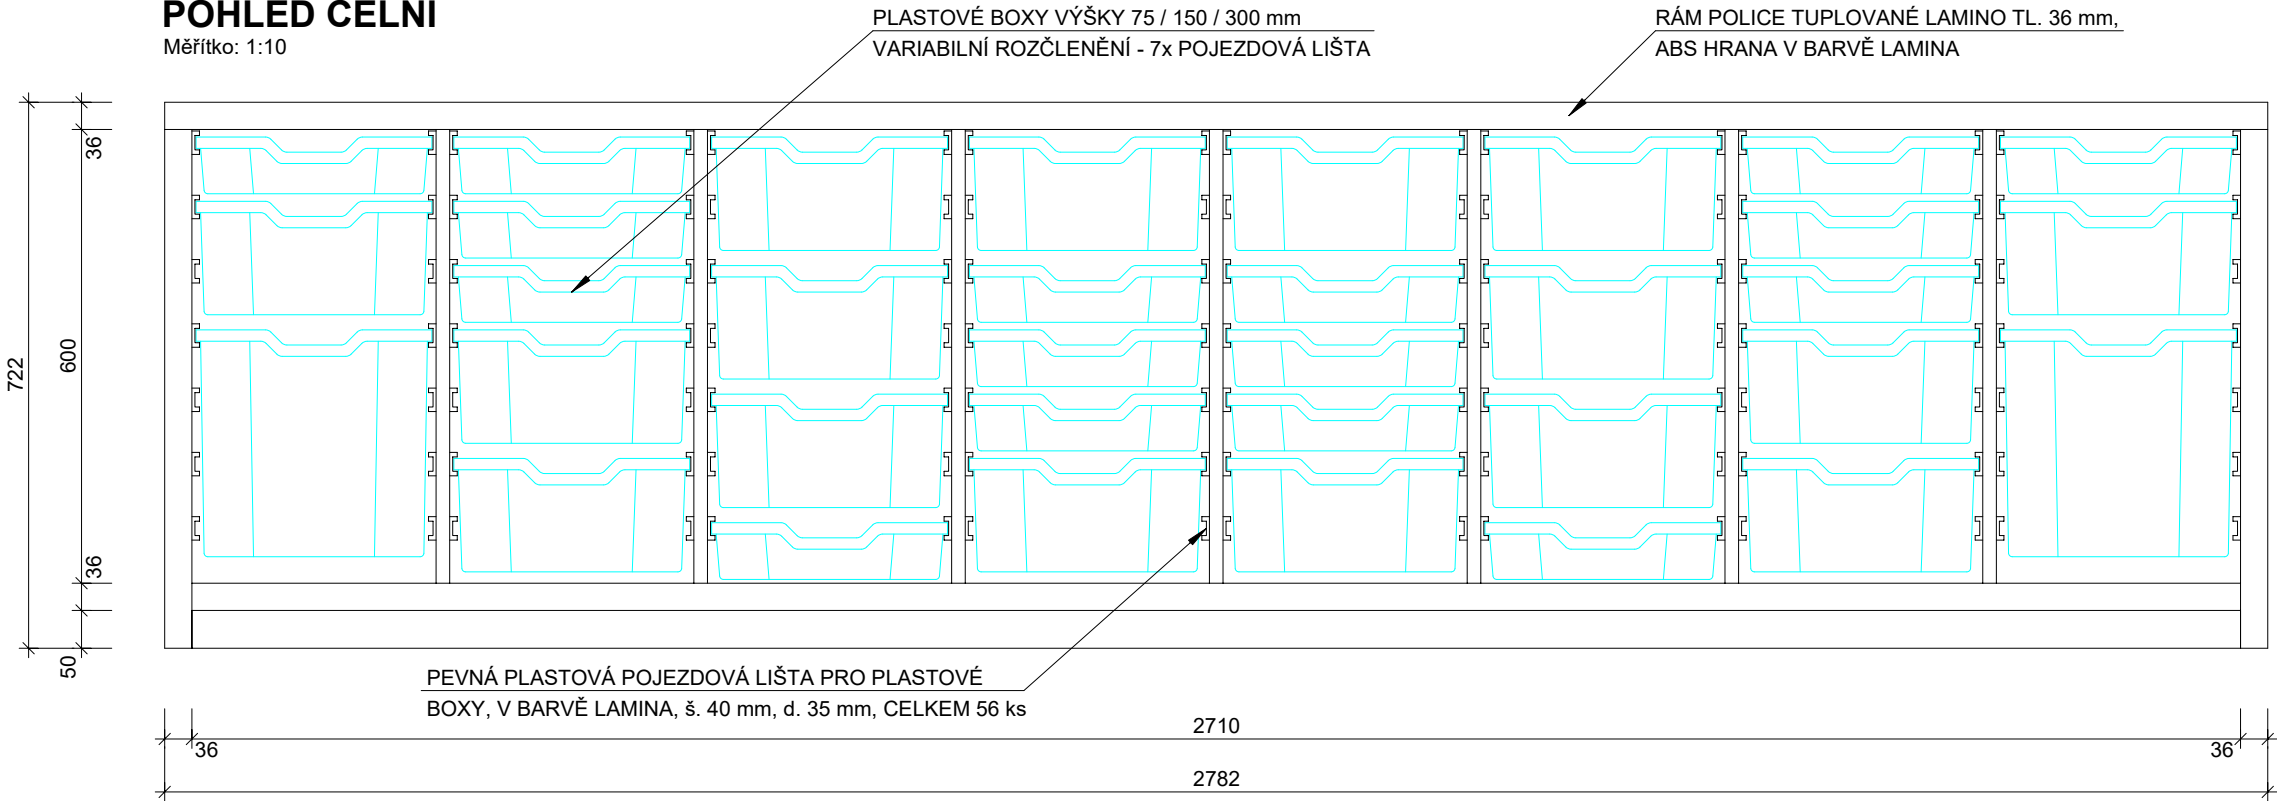 POHLED ČELNÍ
Měřítko: 1:10
PLASTOVÉ BOXY VÝŠKY 75 / 150 / 300 mm
VARIABILNÍ ROZČLENĚNÍ - 7x POJEZDOVÁ LIŠTA
RÁM POLICE TUPLOVANÉ LAMINO TL. 36 mm,
ABS HRANA V BARVĚ LAMINA
36
600
722
36
50
PEVNÁ PLASTOVÁ POJEZDOVÁ LIŠTA PRO PLASTOVÉ
BOXY, V BARVĚ LAMINA, š. 40 mm, d. 35 mm, CELKEM 56 ks
36
2710
36
2782